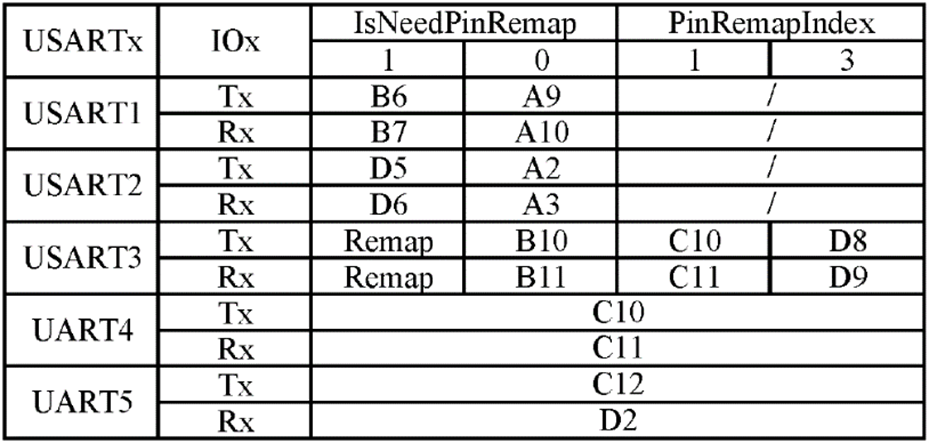 USARTx IOx IsNeedPinRemap PinRemapIndex
1 0 1 3
USART1 Tx B6 A9 /
Rx B7 A10 /
USART2 Tx D5 A2 /
Rx D6 A3 /
USART3 Tx Remap B10 C10 D8
Rx Remap B11 C11 D9
UART4 Tx C10
Rx C11
UART5 Tx C12
Rx D2